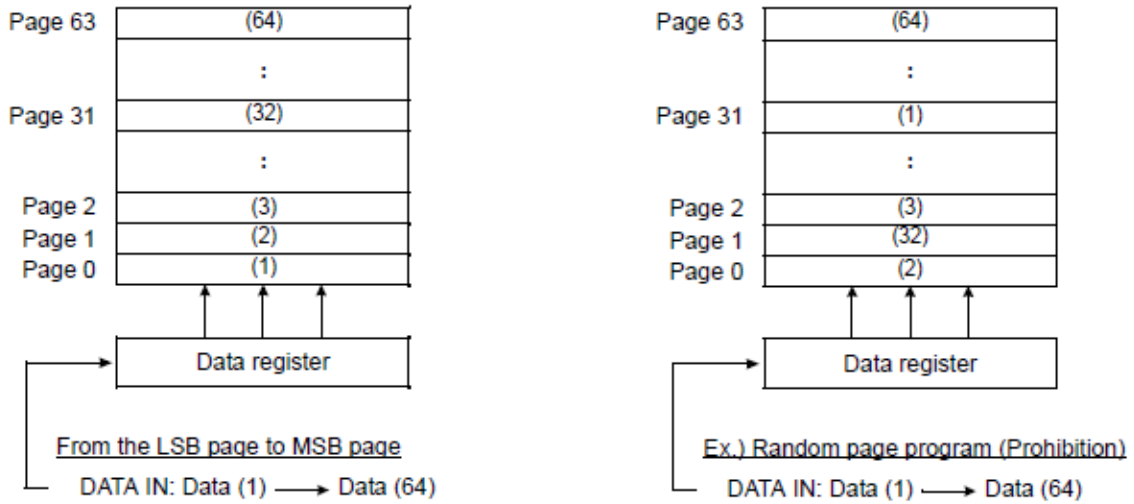 Page 63 (64)
:
Page 31 (32)
:
Page 2 (3)
Page 1 (2)
Page 0 (1)
Data register
From the LSB page to MSB page
DATA IN: Data (1) → Data (64)
Page 63 (64)
:
Page 31 (1)
:
Page 2 (3)
Page 1 (32)
Page 0 (2)
Data register
Ex.) Random page program (Prohibition)
DATA IN: Data (1) → Data (64)